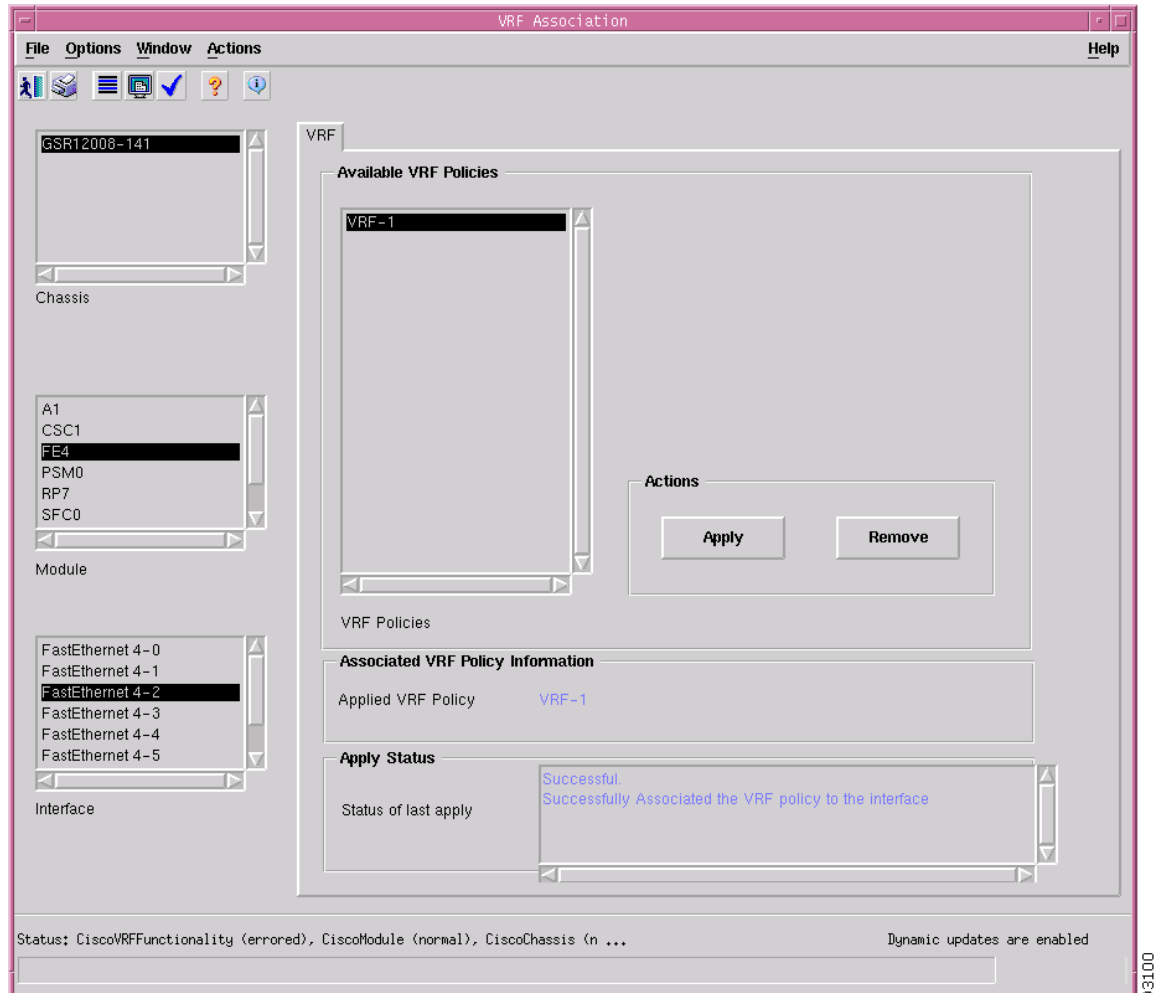 VRF Association
File Options Window Actions Help
GSR12008-141
Chassis
A1
CSC1
FE4
PSM0
RP7
SFC0
Module
FastEthernet 4-0
FastEthernet 4-1
FastEthernet 4-2
FastEthernet 4-3
FastEthernet 4-4
FastEthernet 4-5
Interface
VRF
Available VRF Policies
VRF-1
VRF Policies
Actions
Apply Remove
Associated VRF Policy Information
Applied VRF Policy VRF-1
Apply Status
Status of last apply
Successful.
Successfully Associated the VRF policy to the interface
Status: CiscoVRFFunctionality (errored), CiscoModule (normal), CiscoChassis (n ...
Dynamic updates are enabled